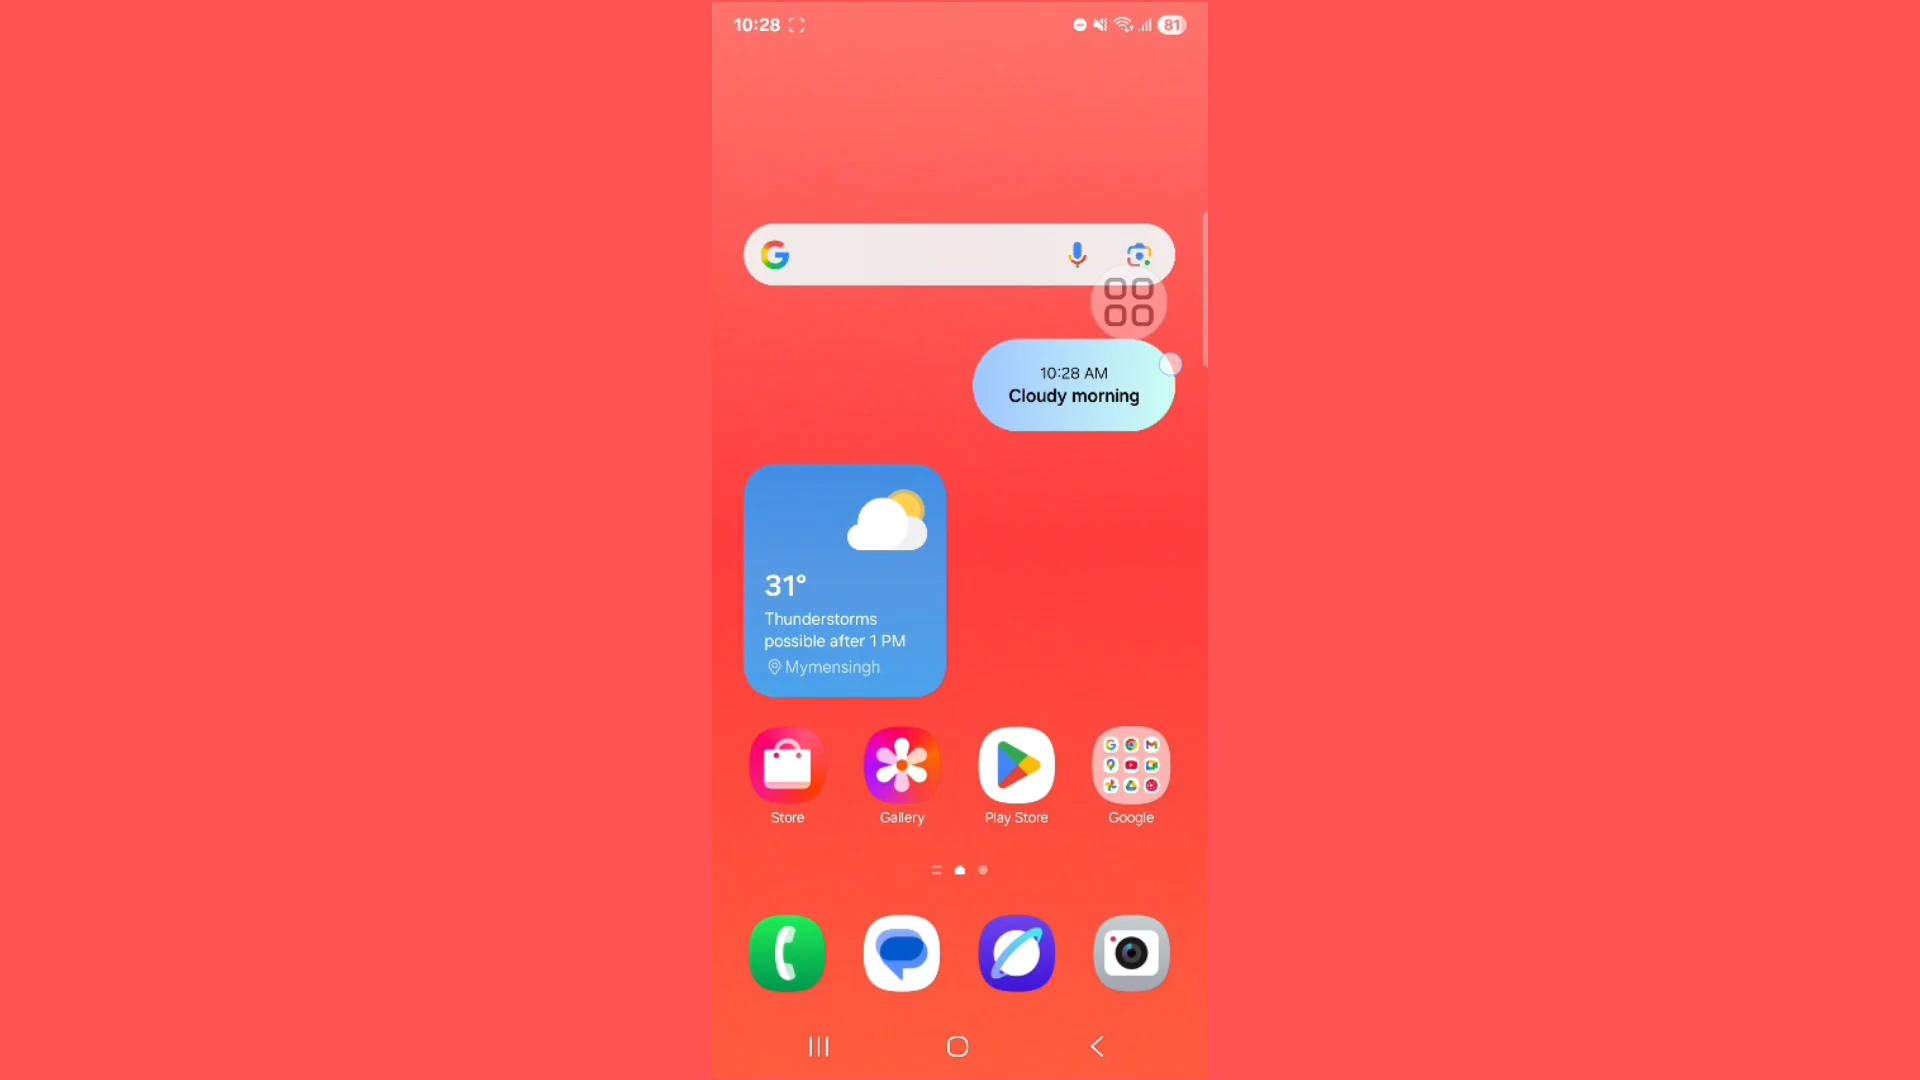 10:28
81
10:28 AM
Cloudy morning
31°
Thunderstorms
possible after 1 PM
Mymensingh
Store
Gallery
Play Store
Google